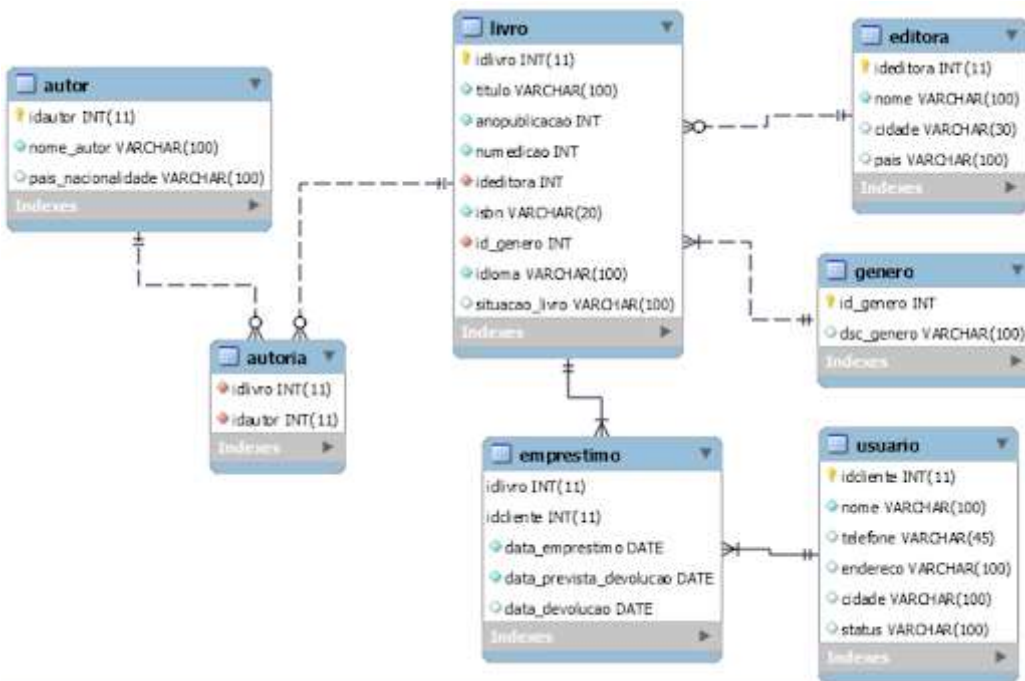 autor
idautor INT(11)
nome_autor VARCHAR(100)
pais_nacionalidade VARCHAR(100)
Indexes
livro
idlivro INT(11)
titulo VARCHAR(100)
anopublicacao INT
numedicao INT
ideditora INT
isbn VARCHAR(20)
id_genero INT
idioma VARCHAR(100)
situacao_livro VARCHAR(100)
Indexes
editora
ideditora INT(11)
nome VARCHAR(100)
cidade VARCHAR(30)
pais VARCHAR(100)
Indexes
genero
id_genero INT
dsc_genero VARCHAR(100)
Indexes
autoria
idlivro INT(11)
idautor INT(11)
Indexes
emprestimo
idlivro INT(11)
idcliente INT(11)
data_emprestimo DATE
data_prevista_devolucao DATE
data_devolucao DATE
Indexes
usuario
idcliente INT(11)
nome VARCHAR(100)
telefone VARCHAR(45)
endereco VARCHAR(100)
cidade VARCHAR(100)
status VARCHAR(100)
Indexes